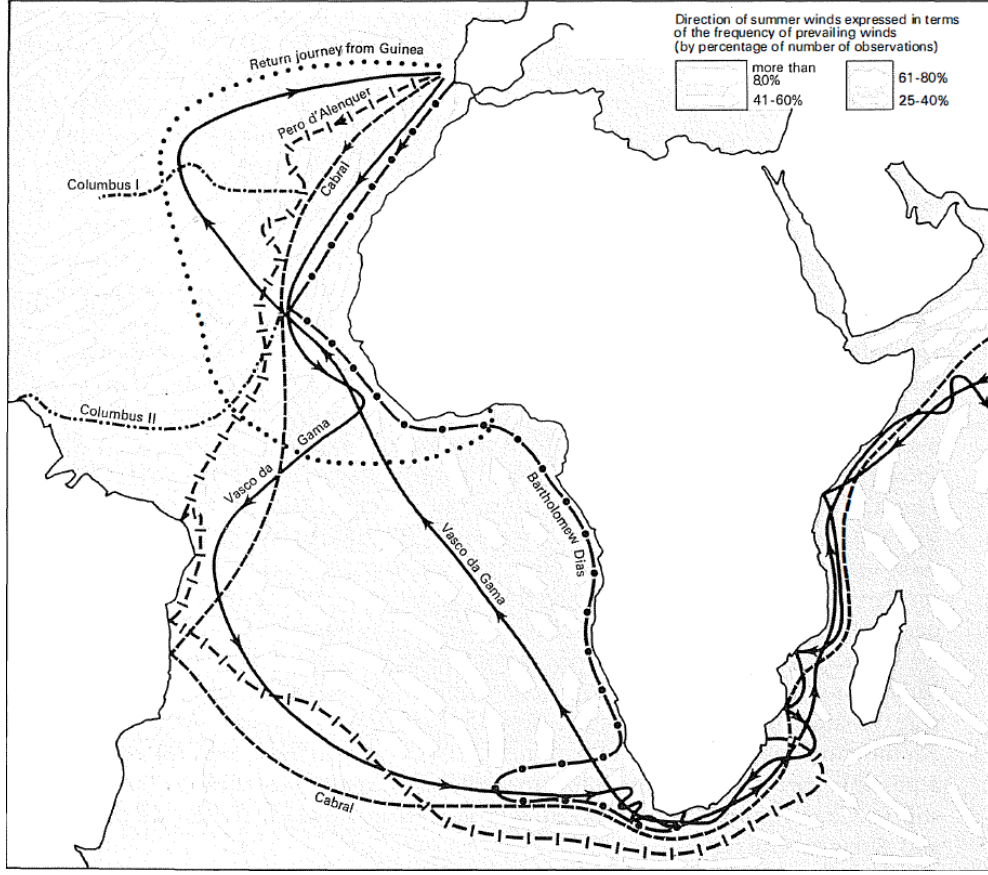 Direction of summer winds expressed in terms
of the frequency of prevailing winds
(by percentage of number of observations)
more than
80%
41-60%
61-80%
25-40%
Return journey from Guinea
Pero d'Alenquer
Cabral
Columbus I
Columbus II
Vasco da Gama
Bartholomew Dias
Vasco da Gama
Cabral